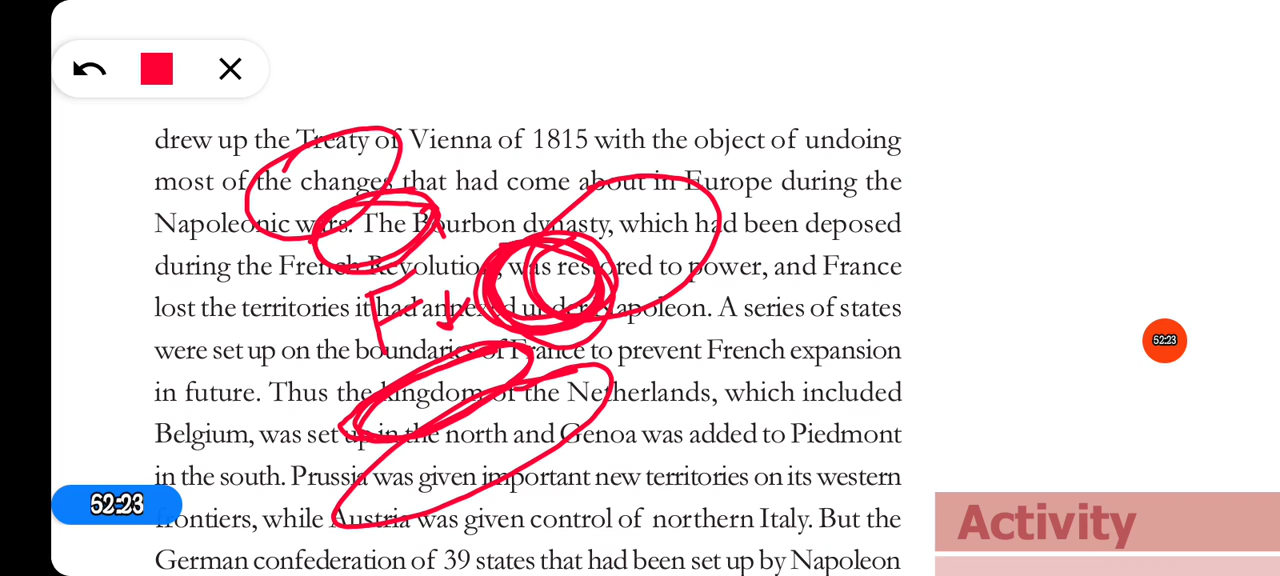 drew up the Treaty of Vienna of 1815 with the object of undoing
most of the changes that had come about in Europe during the
Napoleonic wars. The Bourbon dynasty, which had been deposed
during the French Revolution, was restored to power, and France
lost the territories it had annexed under Napoleon. A series of states
52:23
were set up on the boundaries of France to prevent French expansion
in future. Thus the kingdom of the Netherlands, which included
Belgium, was set up in the north and Genoa was added to Piedmont
in the south. Prussia was given important new territories on its western
52:23
frontiers, while Austria was given control of northern Italy. But the
Activity
German confederation of 39 states that had been set up by Napoleon